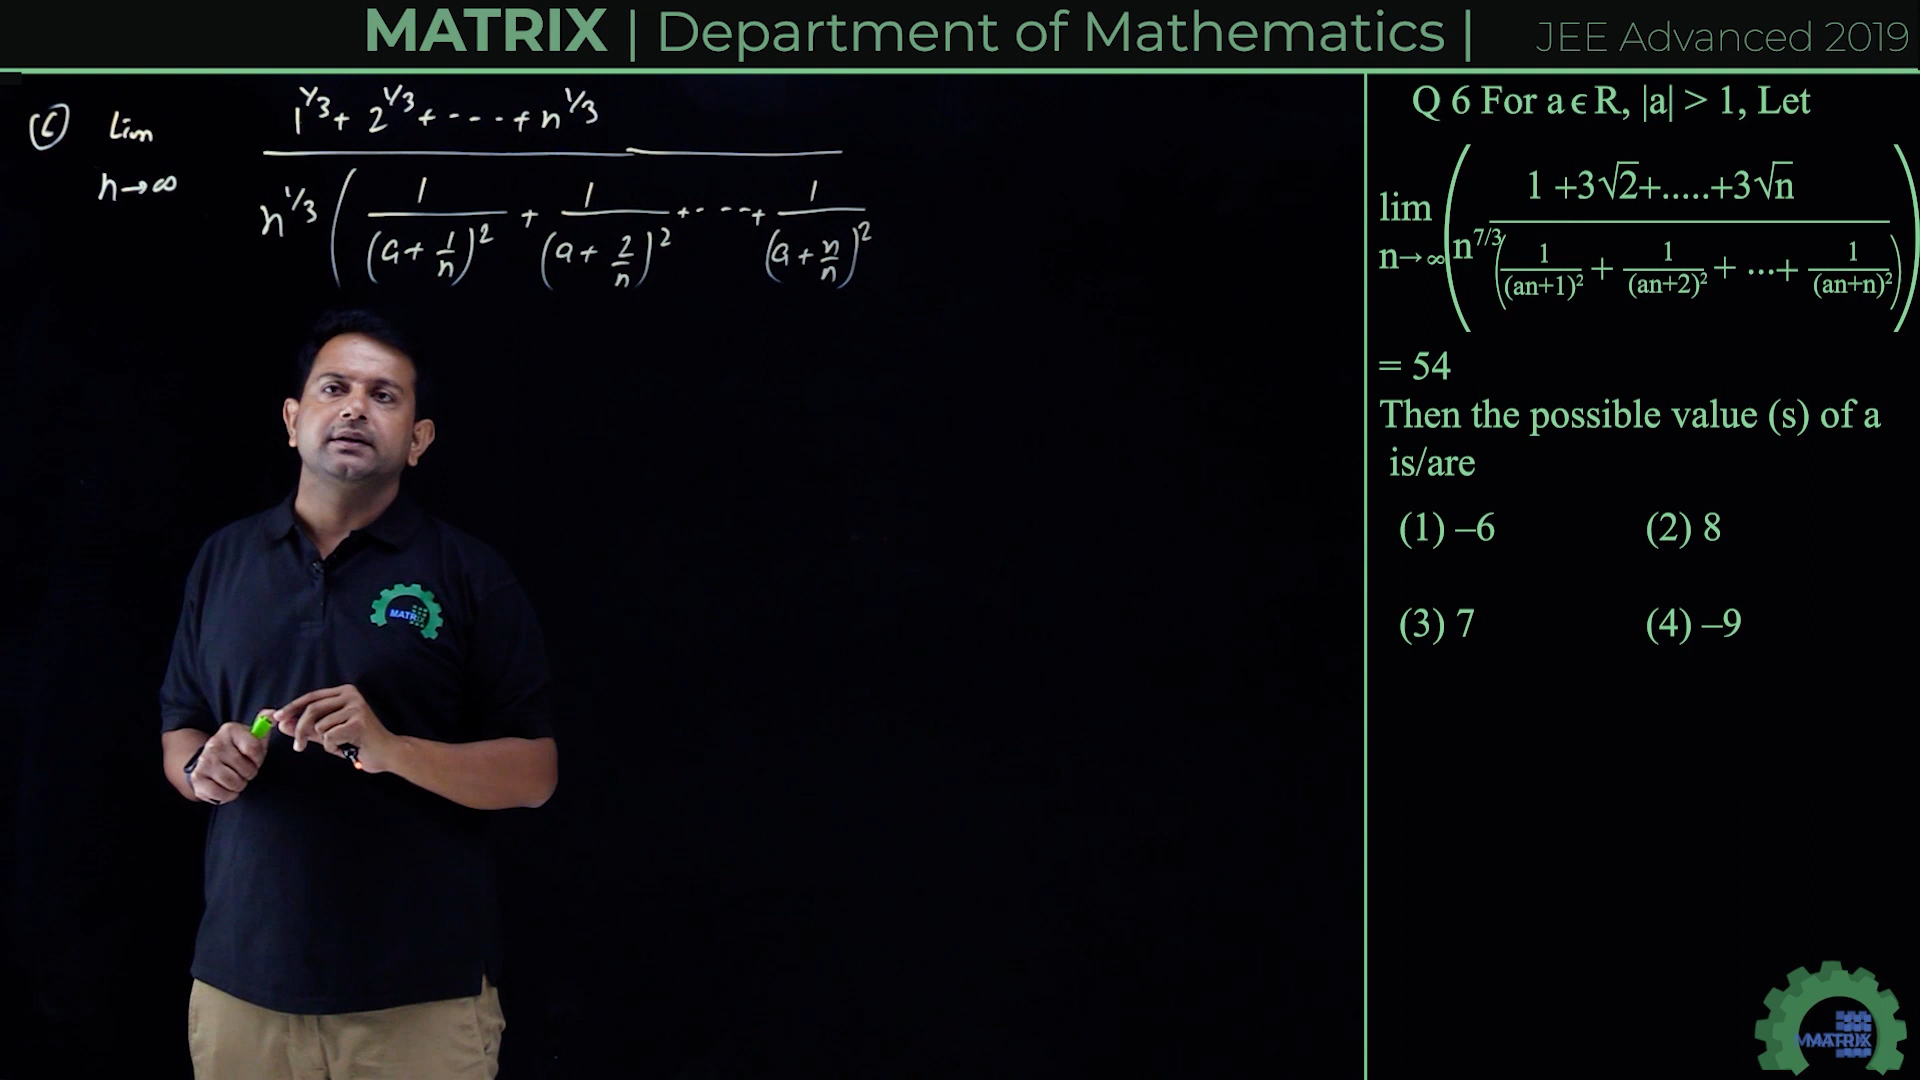 MATRIX | Department of Mathematics | JEE Advanced 2019
(6) Lim n→∞
1^1/3 + 2^1/3 + ---- + n^1/3
n^1/3 ( 1/(a + 1/n)^2 + 1/(a + 2/n)^2 + ----+ 1/(a + n/n)^2
MATRIX
Q 6 For a ϵ R, |a| > 1, Let
lim n→∞ ( 1 +3√2+.....+3√n
n^7/3 ( 1/(an+1)² + 1/(an+2)² + ...+ 1/(an+n)² ) )
= 54
Then the possible value (s) of a
is/are
(1) –6 (2) 8
(3) 7 (4) –9
MATRIX